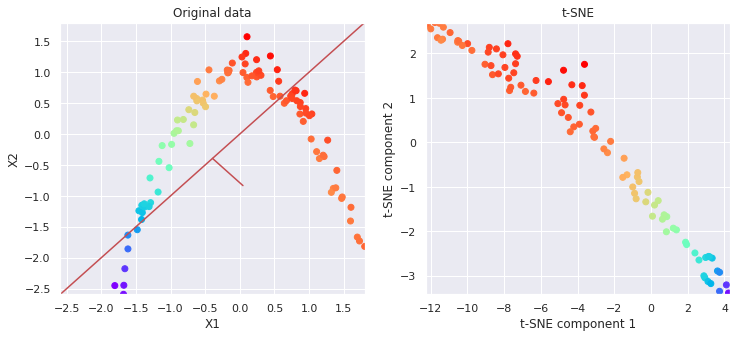 Original data
1.5
1.0
0.5
0.0
−0.5
−1.0
−1.5
−2.0
−2.5
X2
−2.5 −2.0 −1.5 −1.0 −0.5 0.0 0.5 1.0 1.5
X1
t-SNE
2
1
0
−1
−2
−3
t-SNE component 2
−12 −10 −8 −6 −4 −2 0 2 4
t-SNE component 1